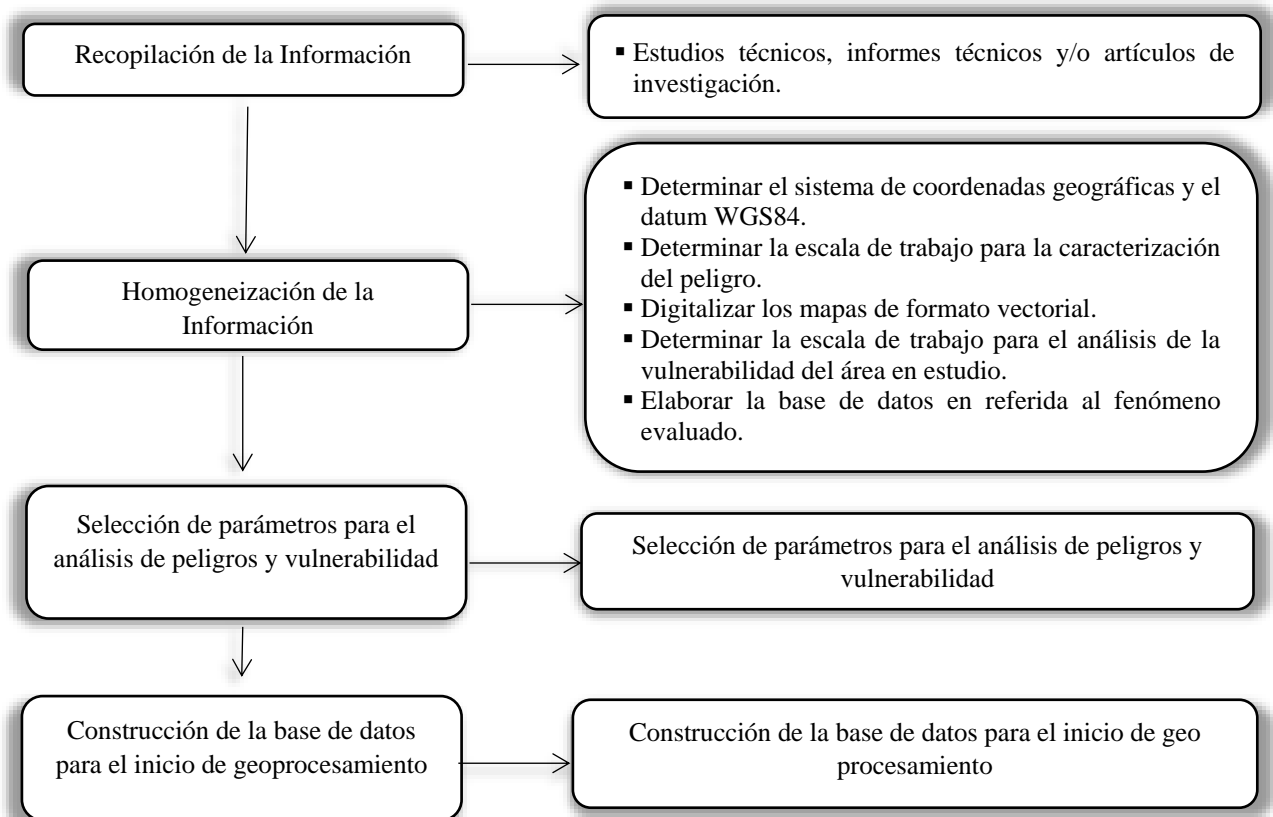 Recopilación de la Información
▪ Estudios técnicos, informes técnicos y/o artículos de
investigación.
Homogeneización de la
Información
▪ Determinar el sistema de coordenadas geográficas y el
datum WGS84.
▪ Determinar la escala de trabajo para la caracterización
del peligro.
▪ Digitalizar los mapas de formato vectorial.
▪ Determinar la escala de trabajo para el análisis de la
vulnerabilidad del área en estudio.
▪ Elaborar la base de datos en referida al fenómeno
evaluado.
Selección de parámetros para el
análisis de peligros y vulnerabilidad
Selección de parámetros para el análisis de peligros y
vulnerabilidad
Construcción de la base de datos
para el inicio de geoprocesamiento
Construcción de la base de datos para el inicio de geo
procesamiento